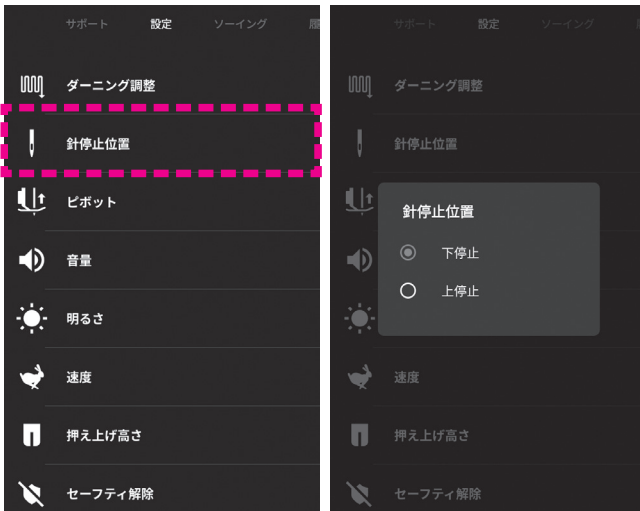 サポート 設定 ソーイング
ダーニング調整
針停止位置
ピボット
音量
明るさ
速度
押え上げ高さ
セーフティ解除
サポート 設定 ソーイング
ダーニング調整
針停止位置
針停止位置
下停止
上停止
速度
押え上げ高さ
セーフティ解除